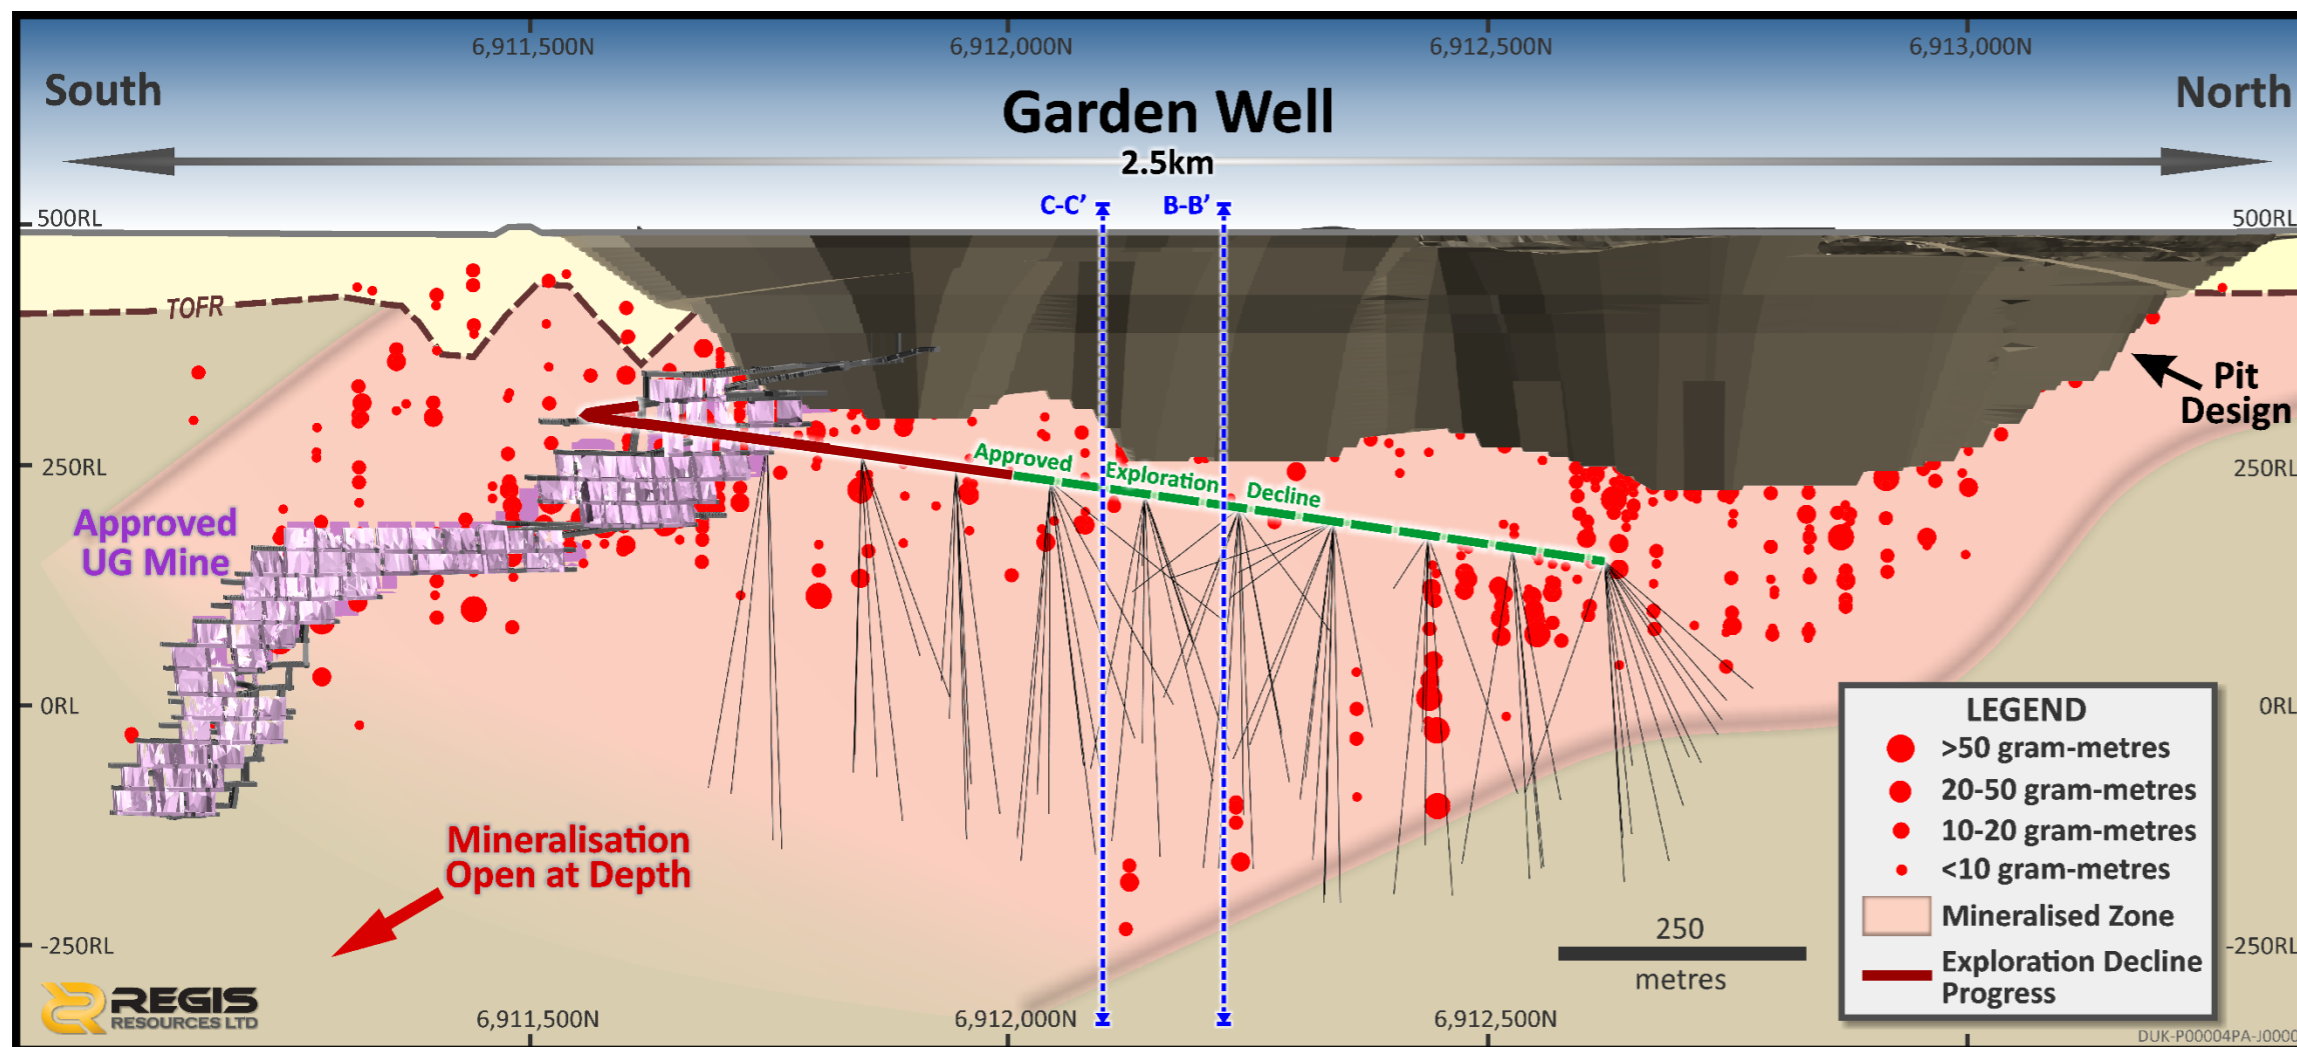 6,911,500N
6,912,000N
6,912,500N
6,913,000N
South
Garden Well
North
2.5km
C-C’
B-B’
500RL
500RL
TOFR
Pit
Design
Approved
Exploration
Decline
250RL
250RL
Approved
UG Mine
0RL
0RL
LEGEND
>50 gram-metres
20-50 gram-metres
10-20 gram-metres
<10 gram-metres
Mineralised Zone
Exploration Decline
Progress
Mineralisation
Open at Depth
250
metres
-250RL
-250RL
REGIS
RESOURCES LTD
6,911,500N
6,912,000N
6,912,500N
DUK-P00004PA-J0000